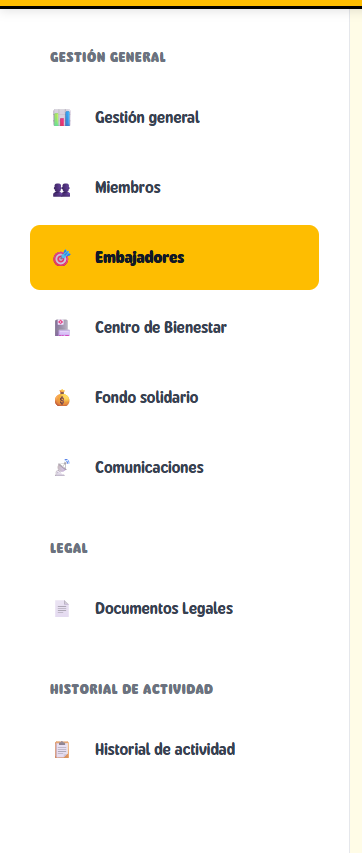 GESTIÓN GENERAL
Gestión general
Miembros
Embajadores
Centro de Bienestar
Fondo solidario
Comunicaciones
LEGAL
Documentos Legales
HISTORIAL DE ACTIVIDAD
Historial de actividad